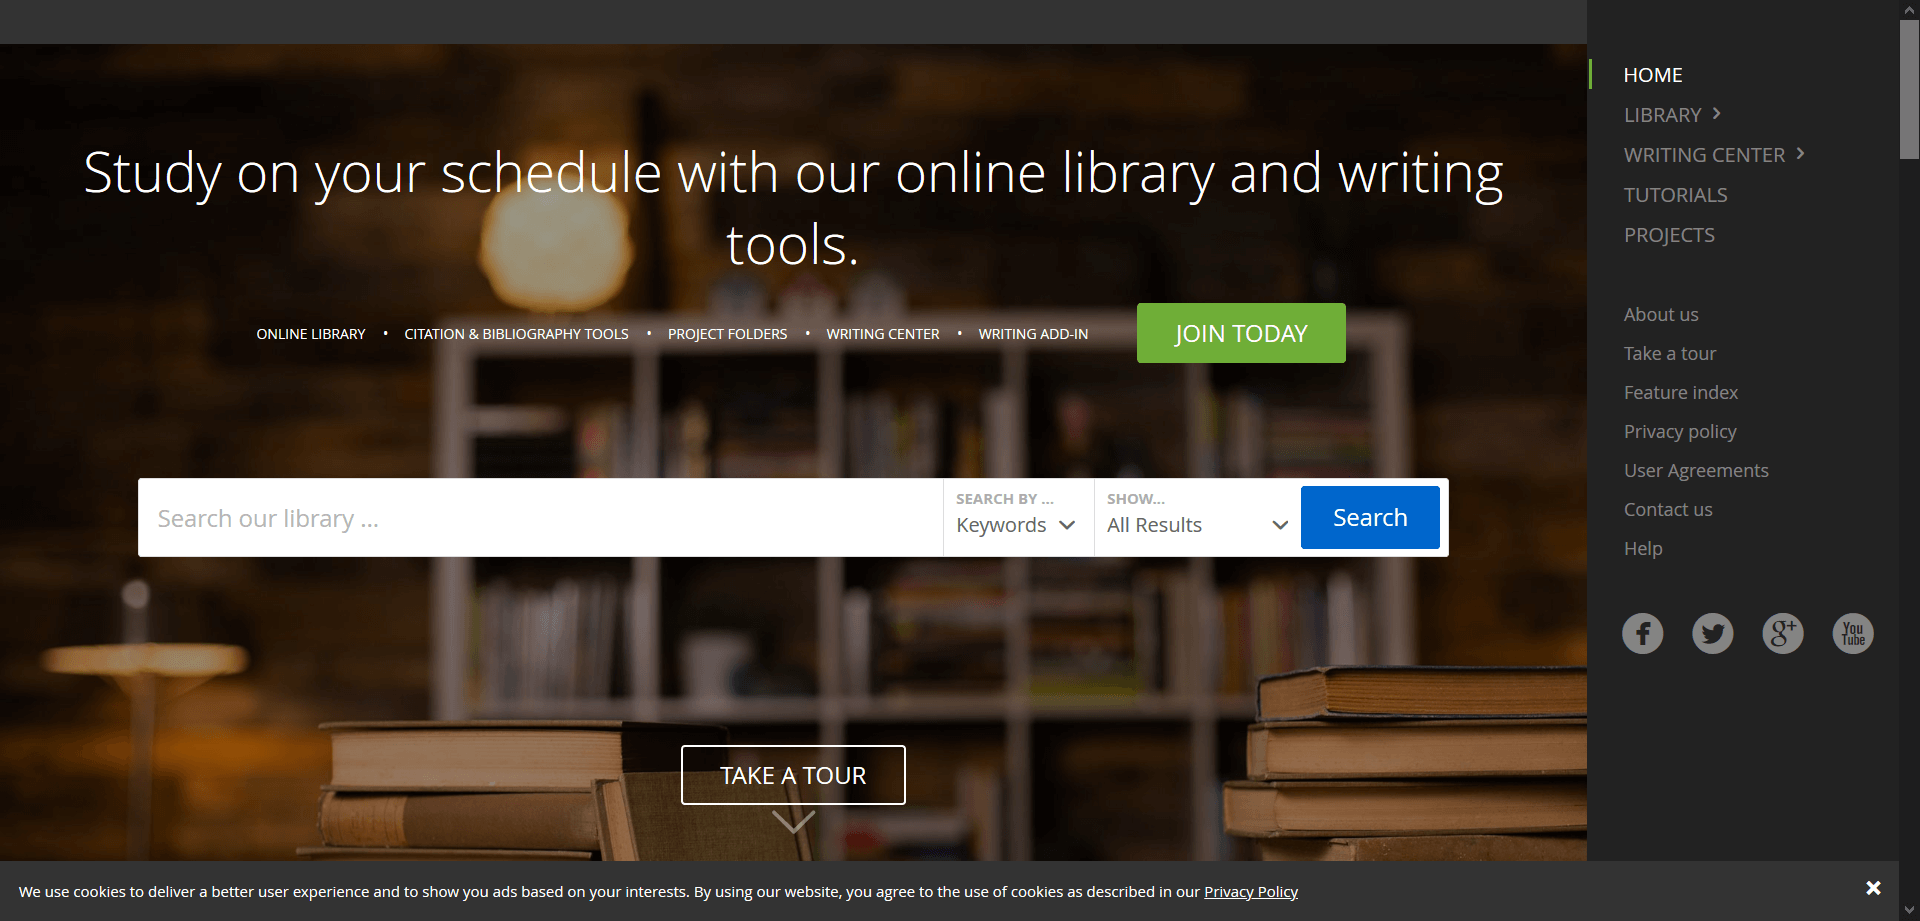 Study on your schedule with our online library and writing
tools.
ONLINE LIBRARY • CITATION & BIBLIOGRAPHY TOOLS • PROJECT FOLDERS • WRITING CENTER • WRITING ADD-IN
JOIN TODAY
Search our library ...
SEARCH BY ...
Keywords
SHOW...
All Results
Search
TAKE A TOUR
HOME
LIBRARY
WRITING CENTER
TUTORIALS
PROJECTS
About us
Take a tour
Feature index
Privacy policy
User Agreements
Contact us
Help
f
g+
You
Tube
We use cookies to deliver a better user experience and to show you ads based on your interests. By using our website, you agree to the use of cookies as described in our Privacy Policy